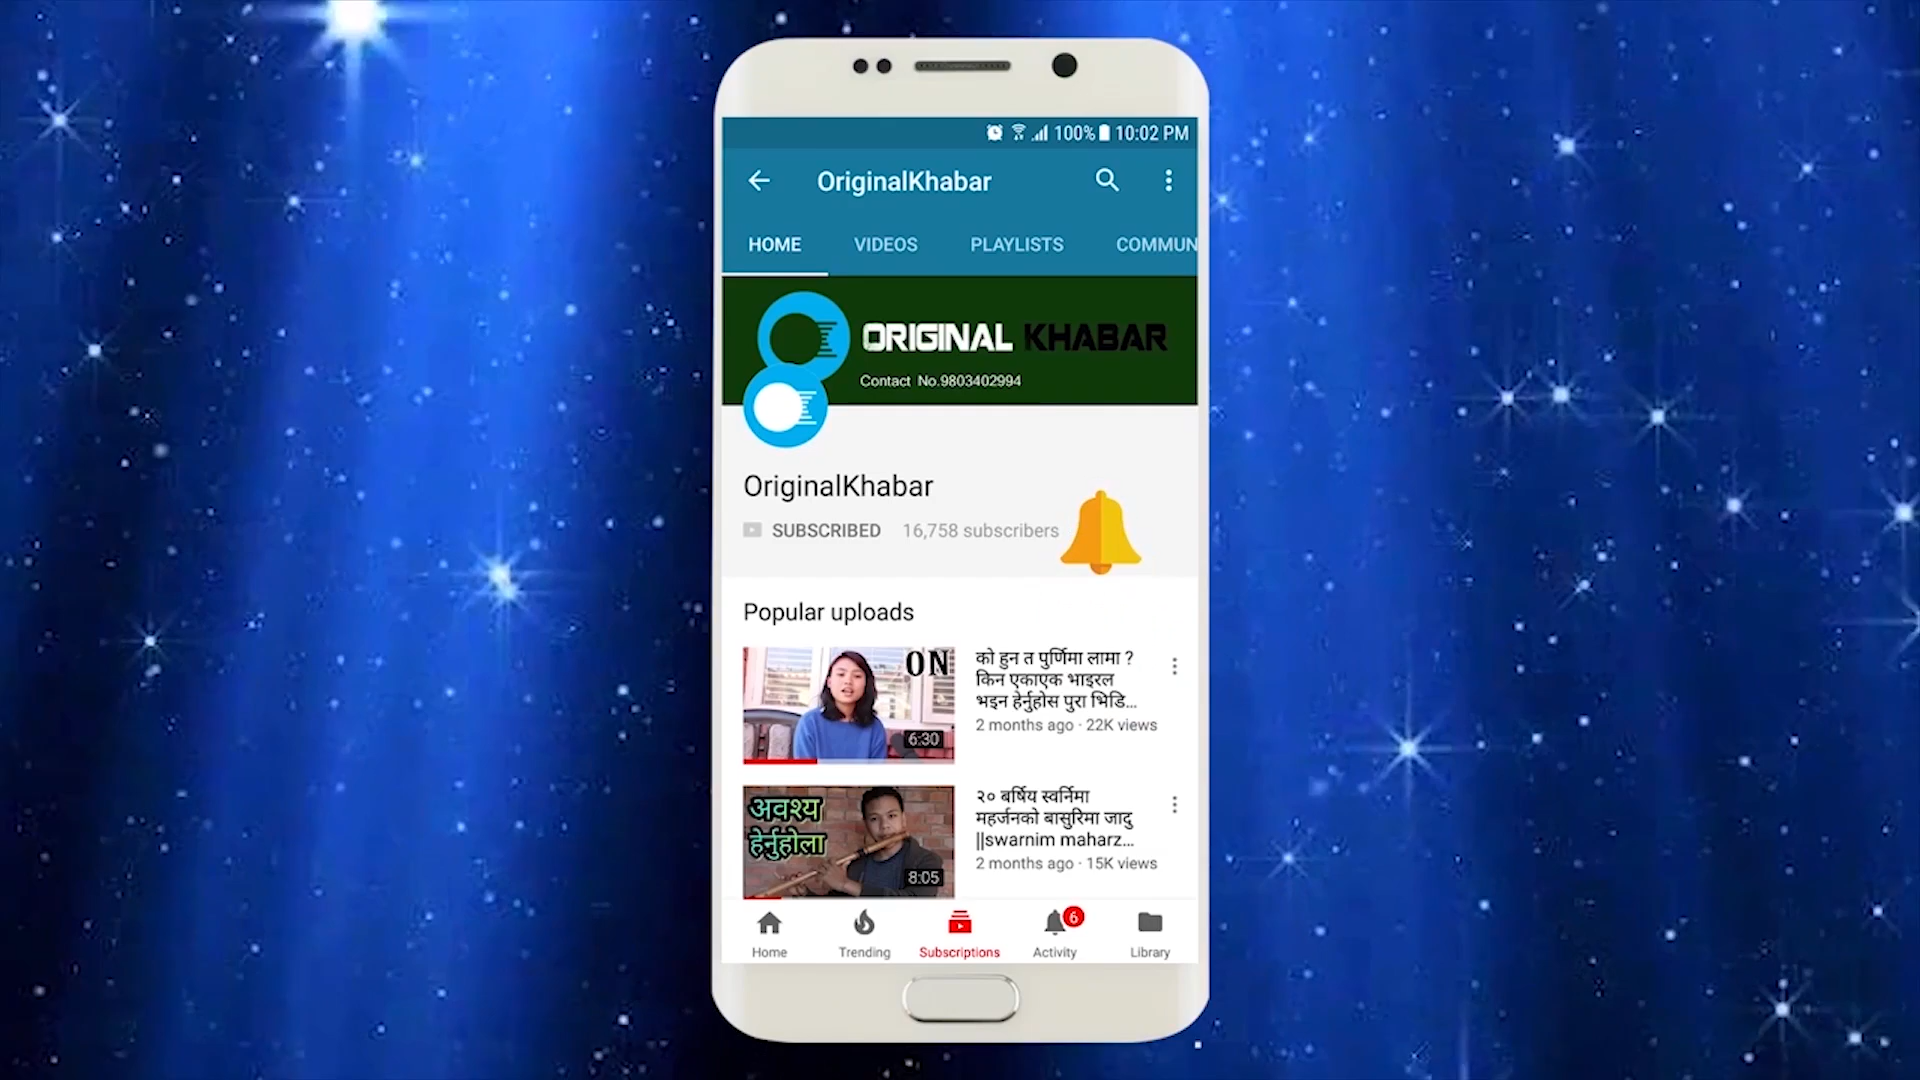 100% 10:02 PM
OriginalKhabar
HOME VIDEOS PLAYLISTS COMMUN
ORIGINAL KHABAR
Contact No.9803402994
OriginalKhabar
SUBSCRIBED 16,758 subscribers
Popular uploads
ON
6:30
को हुन त पुर्णिमा लामा ?
किन एकाएक भाइरल
भइन हेर्नुहोस पुरा भिडि...
2 months ago · 22K views
अवश्य
हेर्नुहोला
8:05
२० बर्षिय स्वर्निमा
महर्जनको बासुरिमा जादु
||swarnim maharz...
2 months ago · 15K views
6
Home Trending Subscriptions Activity Library